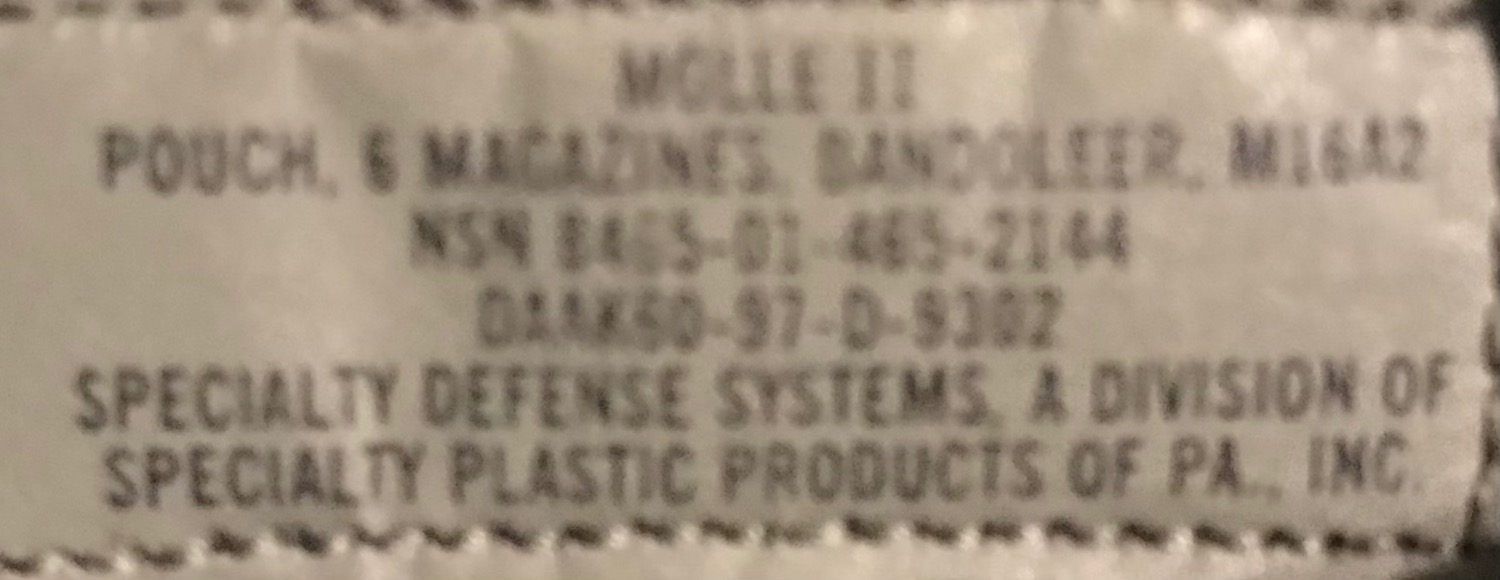 MOLLE II
POUCH, 6 MAGAZINES, BANDOLEER, M16A2
NSN 8465-01-465-2144
DAAK60-97-D-9302
SPECIALTY DEFENSE SYSTEMS, A DIVISION OF
SPECIALTY PLASTIC PRODUCTS OF PA., INC.